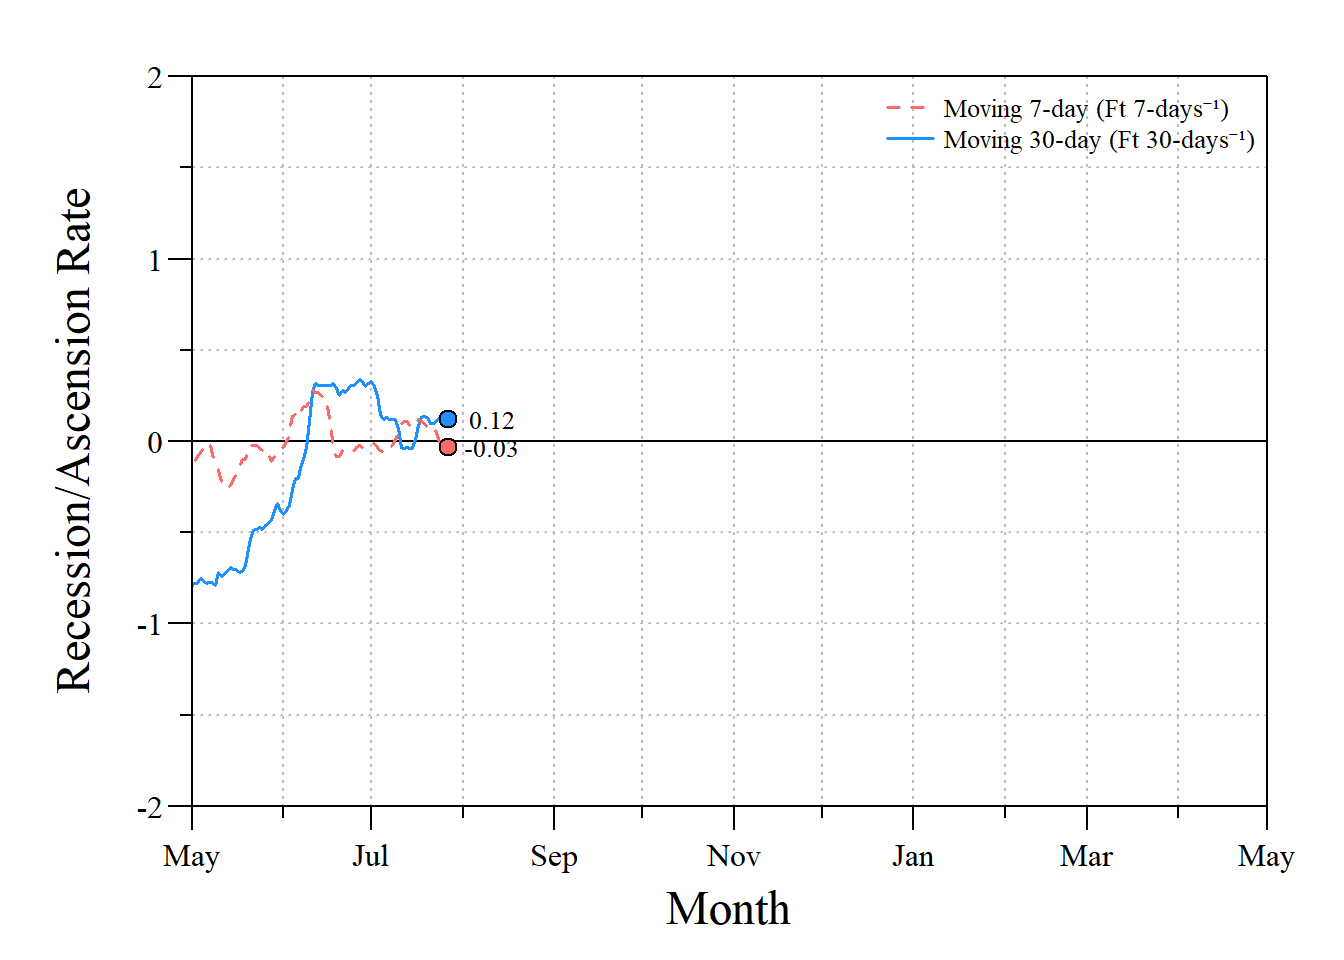 2
Moving 7-day (Ft 7-days⁻¹)
Moving 30-day (Ft 30-days⁻¹)
1
0.12
0
-0.03
-1
-2
Recession/Ascension Rate
May Jul Sep Nov Jan Mar May
Month